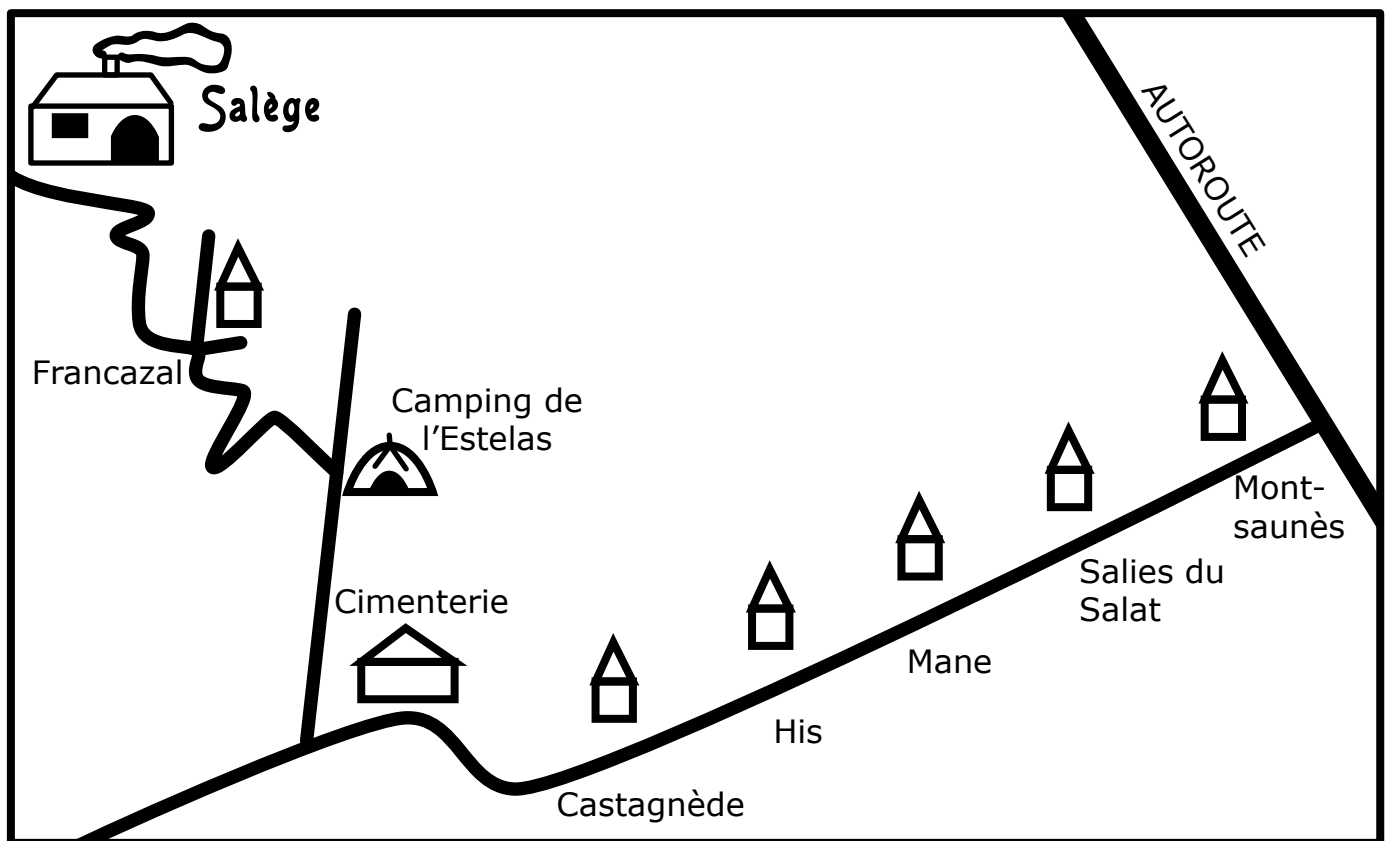 Salège
AUTOROUTE
Francazal
Camping de
l'Estelas
Mont-
saunès
Salies du
Salat
Cimenterie
Mane
His
Castagnède